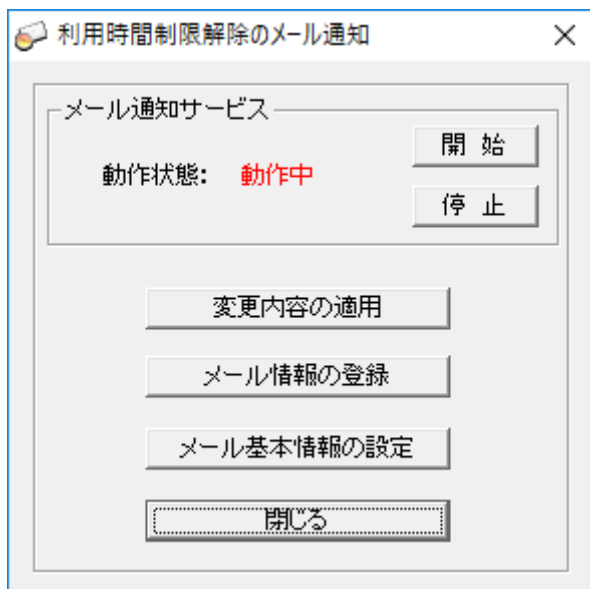 利用時間制限解除のメール通知
メール通知サービス
動作状態: 動作中
開 始
停 止
変更内容の適用
メール情報の登録
メール基本情報の設定
閉じる